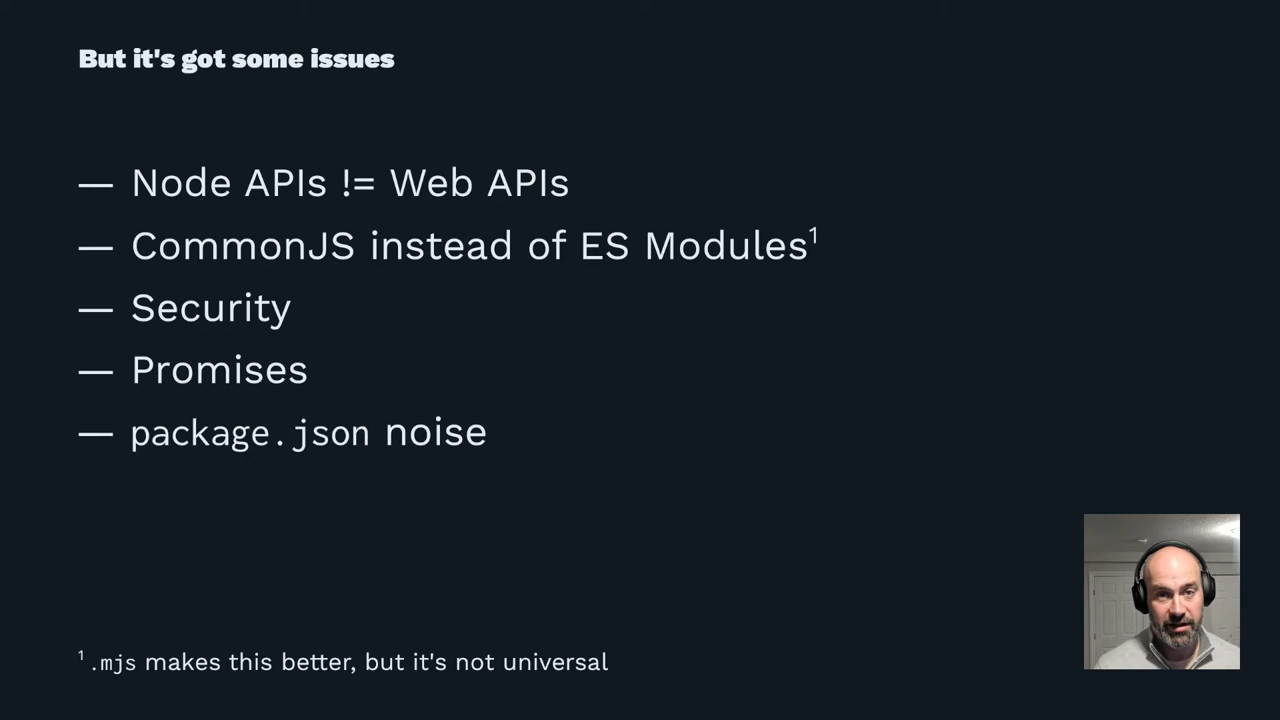 But it's got some issues
— Node APIs != Web APIs
— CommonJS instead of ES Modules¹
— Security
— Promises
— package.json noise
¹ .mjs makes this better, but it's not universal